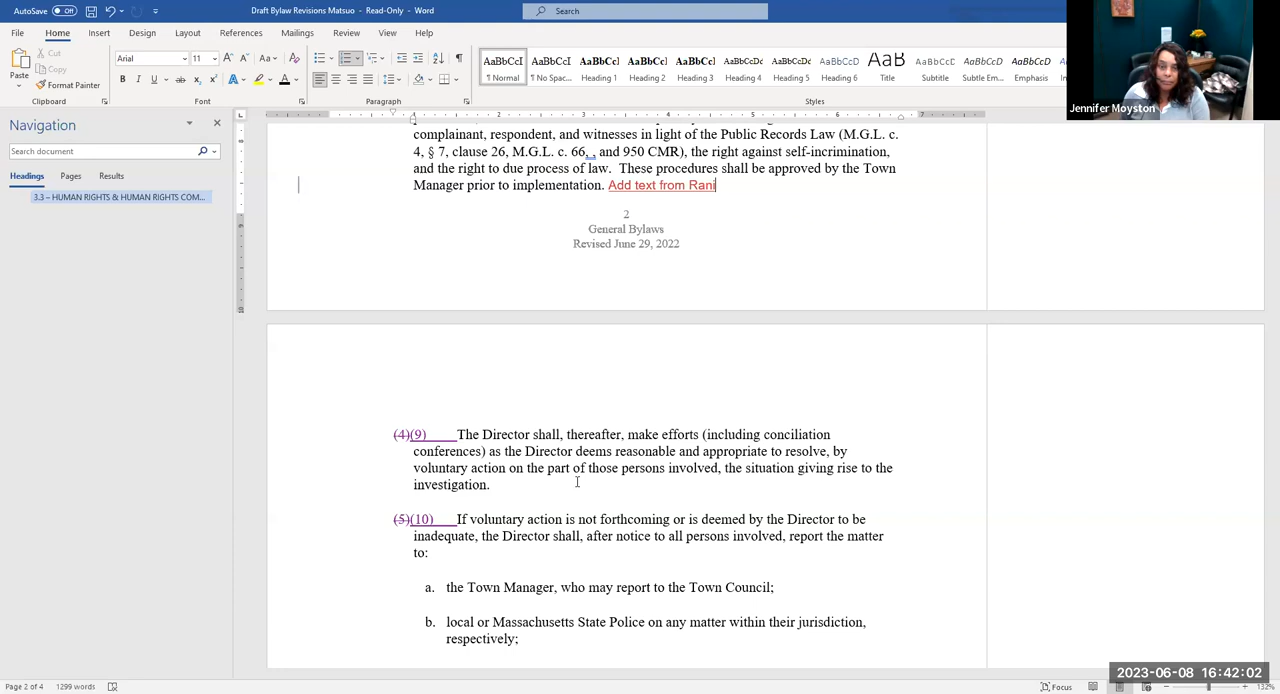 AutoSave Off
Draft Bylaw Revisions Matsuo - Read-Only - Word
Search
File Home Insert Design Layout References Mailings Review View Help
Paste
Cut
Copy
Format Painter
Clipboard
Arial 11
Font
Paragraph
AaBbCcI AaBbCcI AaBbCcI AaBbCcI AaBbCcI AaBbCcDc AaBbCcDc AaBbCcD AaB AaBbCcD AaBbCcD AaBbCcD
¶ Normal ¶ No Spac... Heading 1 Heading 2 Heading 3 Heading 4 Heading 5 Heading 6 Title Subtitle Subtle Em... Emphasis
Styles
Jennifer Moyston
Navigation
Search document
Headings Pages Results
3.3 – HUMAN RIGHTS & HUMAN RIGHTS COM...
complainant, respondent, and witnesses in light of the Public Records Law (M.G.L. c.
4, § 7, clause 26, M.G.L. c. 66, , and 950 CMR), the right against self-incrimination,
and the right to due process of law. These procedures shall be approved by the Town
Manager prior to implementation. Add text from Rani
2
General Bylaws
Revised June 29, 2022
(4)(9) The Director shall, thereafter, make efforts (including conciliation
conferences) as the Director deems reasonable and appropriate to resolve, by
voluntary action on the part of those persons involved, the situation giving rise to the
investigation.
(5)(10) If voluntary action is not forthcoming or is deemed by the Director to be
inadequate, the Director shall, after notice to all persons involved, report the matter
to:
a. the Town Manager, who may report to the Town Council;
b. local or Massachusetts State Police on any matter within their jurisdiction,
respectively;
2023-06-08 16:42:02
Page 2 of 4 1299 words
Focus
132%